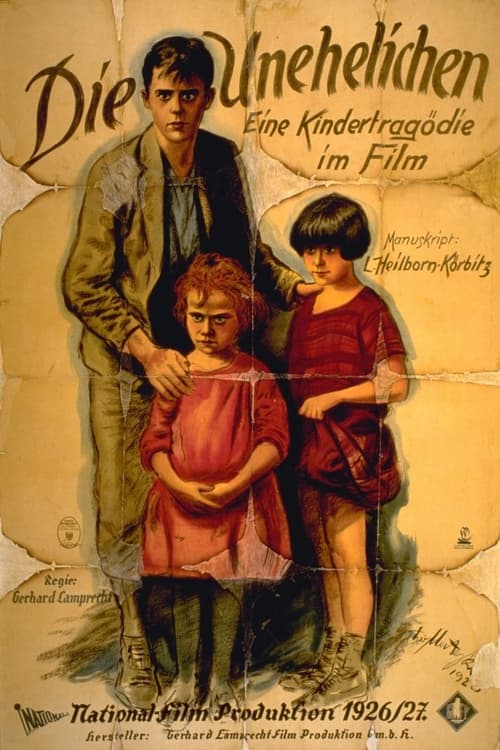 Die Unehelichen
Eine Kindertragödie
im Film
Manuskript:
L. Heilborn-Körbitz
Regie:
Gerhard Lamprecht
NATIONAL
National-Film Produktion 1926/27.
Hersteller: Gerhard Lamprecht Film Produktion G.m.b.H.